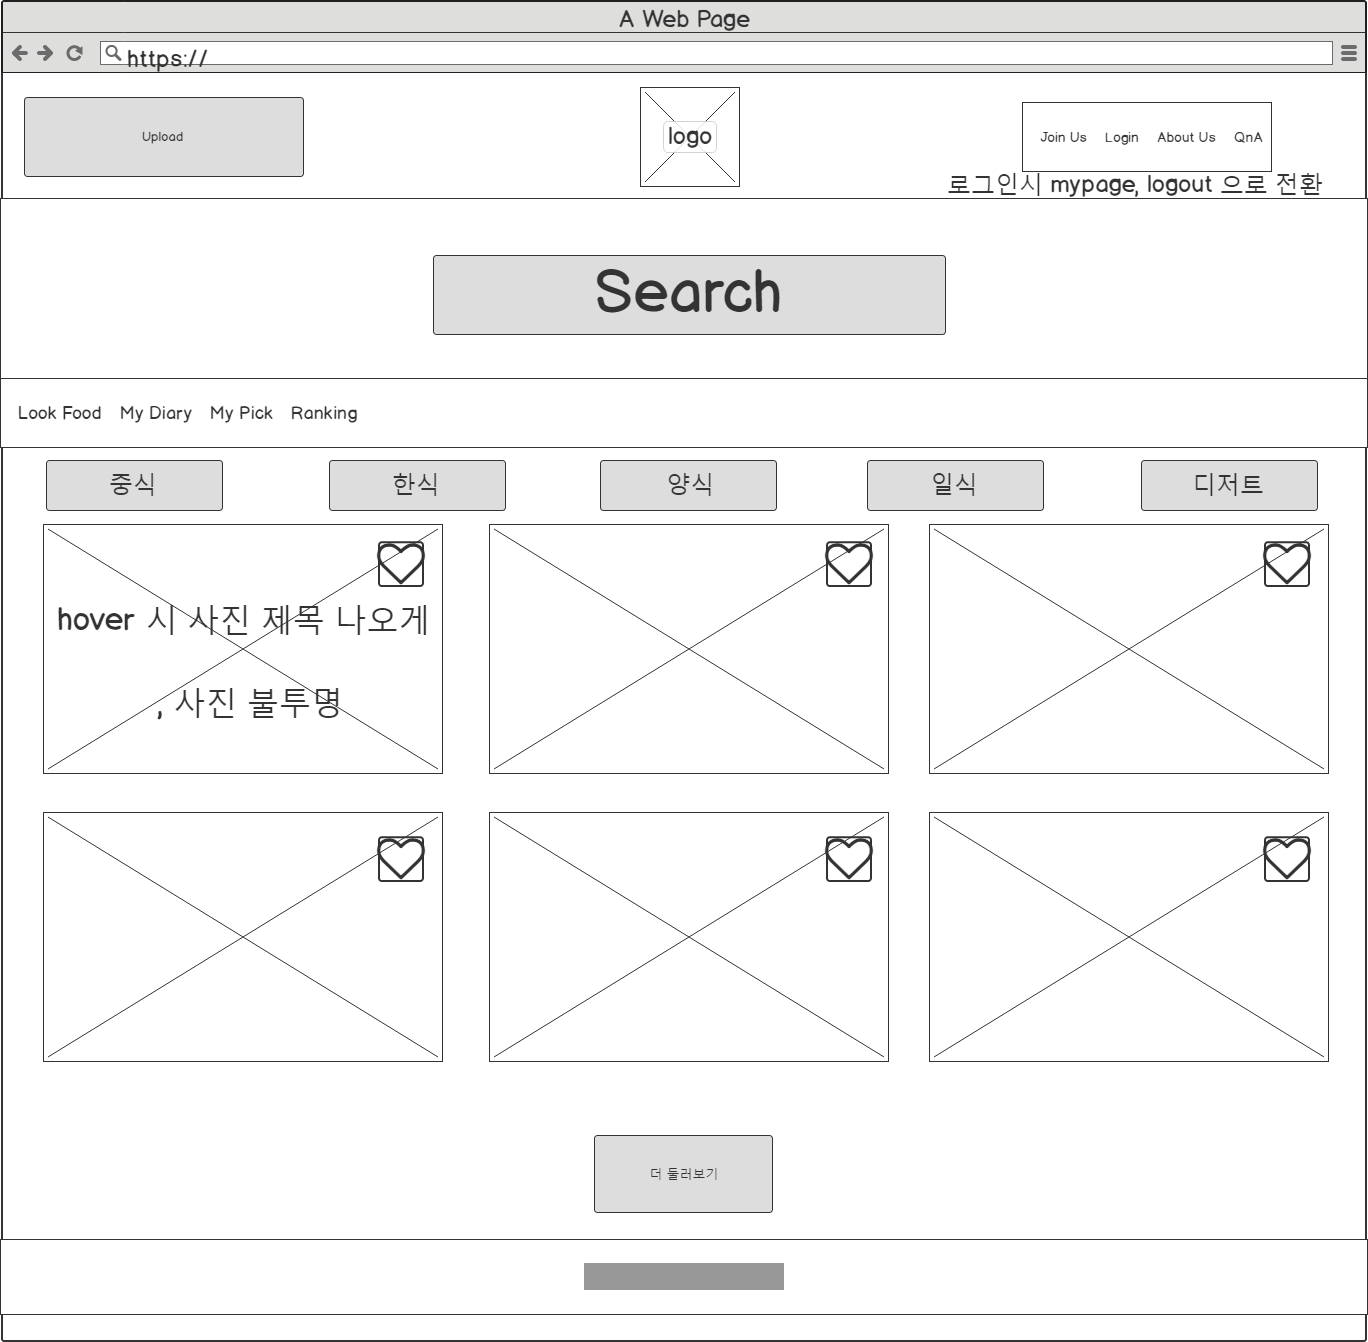 A Web Page
https://
Upload
logo
Join Us Login About Us QnA
로그인시 mypage, logout 으로 전환
Search
Look Food My Diary My Pick Ranking
중식 한식 양식 일식 디저트
hover 시 사진 제목 나오게
, 사진 불투명
더 둘러보기